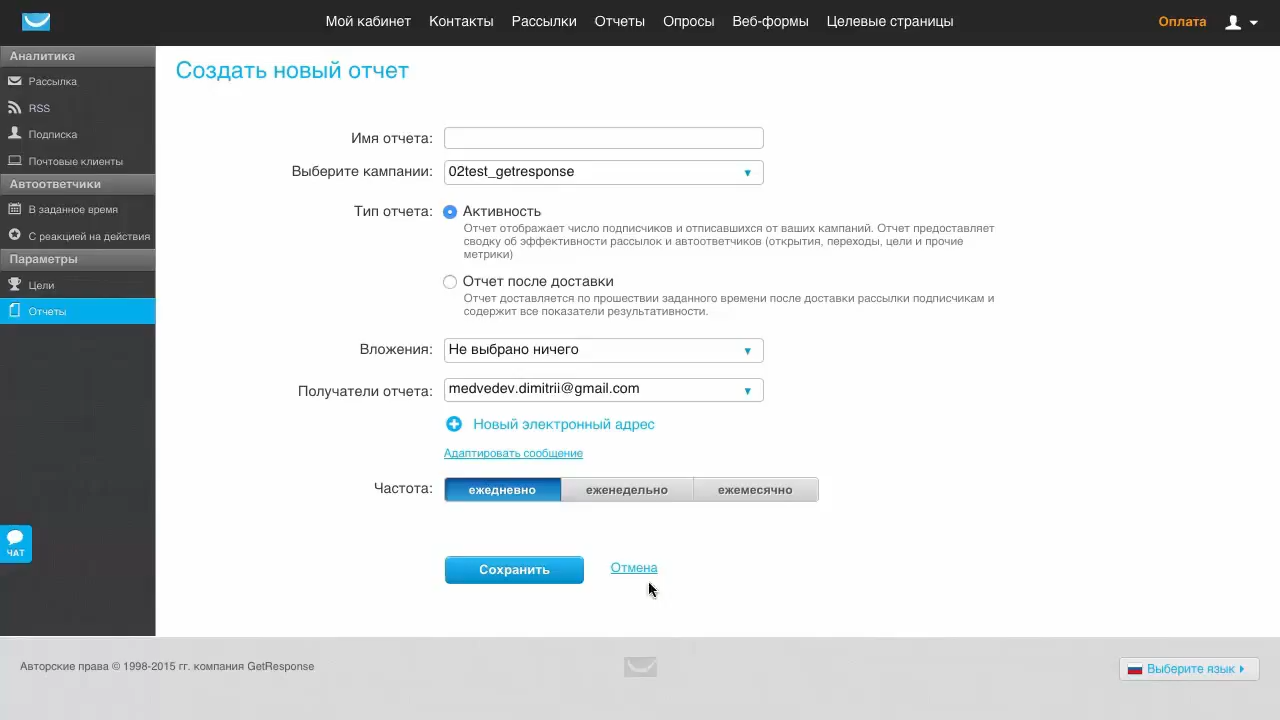 Мой кабинет Контакты Рассылки Отчеты Опросы Веб-формы Целевые страницы Оплата
Аналитика
Рассылка
RSS
Подписка
Почтовые клиенты
Автоответчики
В заданное время
С реакцией на действия
Параметры
Цели
Отчеты
ЧАТ
Создать новый отчет
Имя отчета:
Выберите кампании: 02test_getresponse
Тип отчета: Активность
Отчет отображает число подписчиков и отписавшихся от ваших кампаний. Отчет предоставляет
сводку об эффективности рассылок и автоответчиков (открытия, переходы, цели и прочие
метрики)
Отчет после доставки
Отчет доставляется по прошествии заданного времени после доставки рассылки подписчикам и
содержит все показатели результативности.
Вложения: Не выбрано ничего
Получатели отчета: medvedev.dimitrii@gmail.com
Новый электронный адрес
Адаптировать сообщение
Частота: ежедневно еженедельно ежемесячно
Сохранить Отмена
Авторские права © 1998-2015 гг. компания GetResponse
Выберите язык